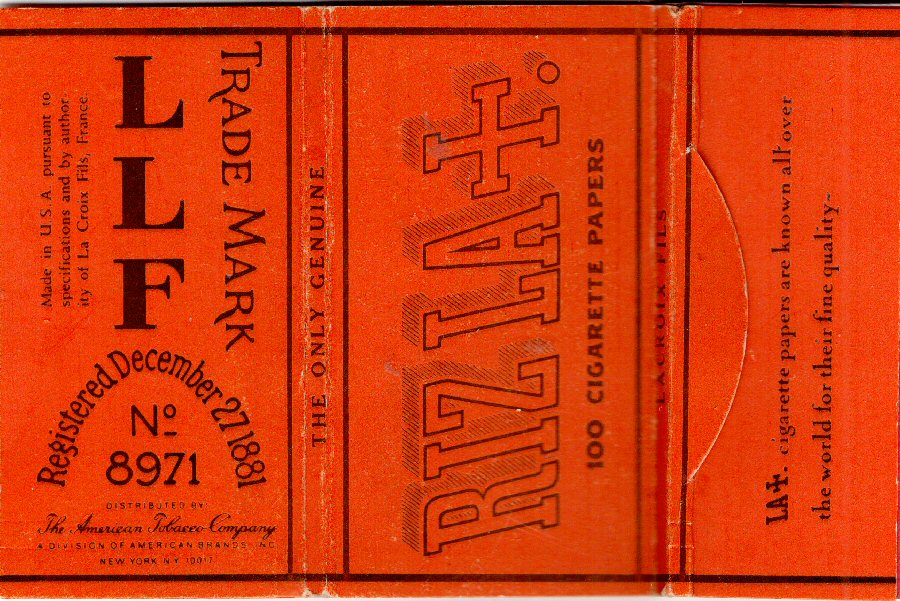 Made in U.S.A pursuant to
specifications and by author-
ity of La Croix Fils, France.
L L F
TRADE MARK
Registered December 27 1881
No
8971
DISTRIBUTED BY
The American Tobacco Company
A DIVISION OF AMERICAN BRANDS, INC
NEW YORK N.Y. 10017
THE ONLY GENUINE
RIZ LA+.
100 CIGARETTE PAPERS
LACROIX FILS
LA+. cigarette papers are known all over
the world for their fine quality~